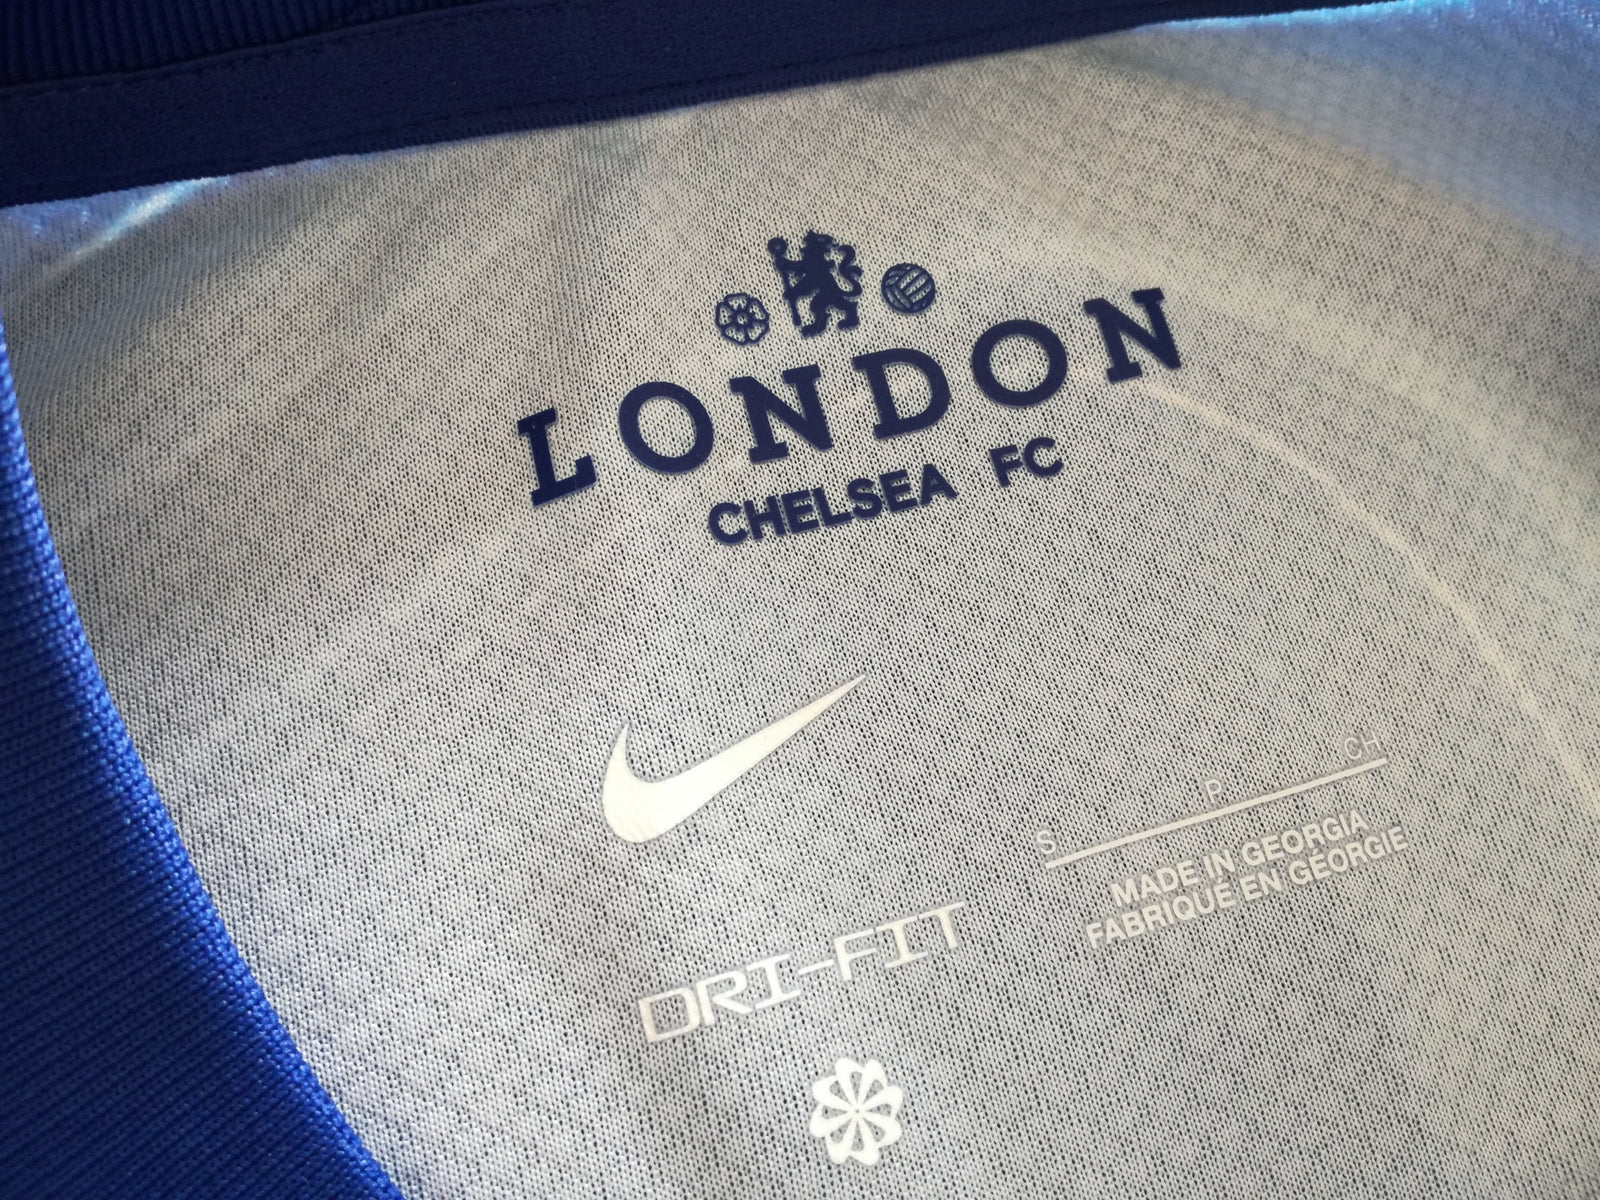 LONDON
CHELSEA FC
S P CH
MADE IN GEORGIA
FABRIQUÉ EN GÉORGIE
DRI-FIT